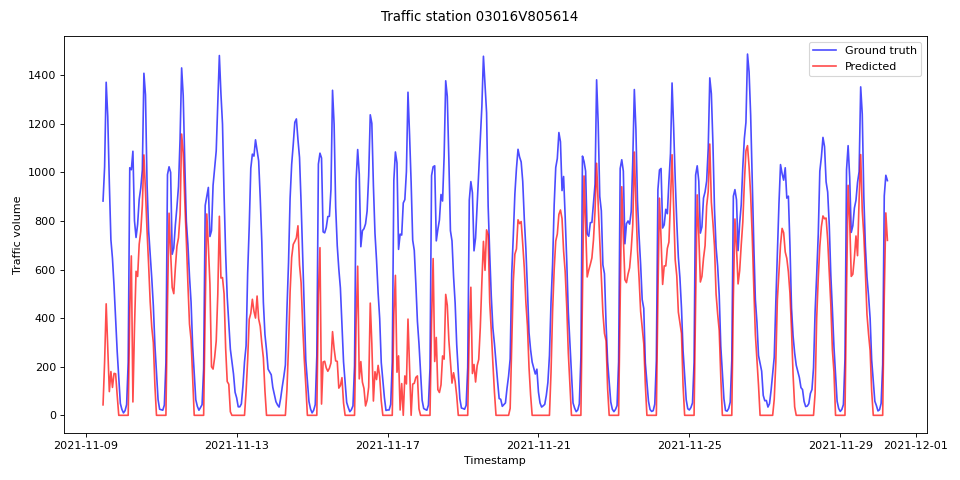 Traffic station 03016V805614
Ground truth
Predicted
Traffic volume
1400
1200
1000
800
600
400
200
0
2021-11-09 2021-11-13 2021-11-17 2021-11-21 2021-11-25 2021-11-29 2021-12-01
Timestamp